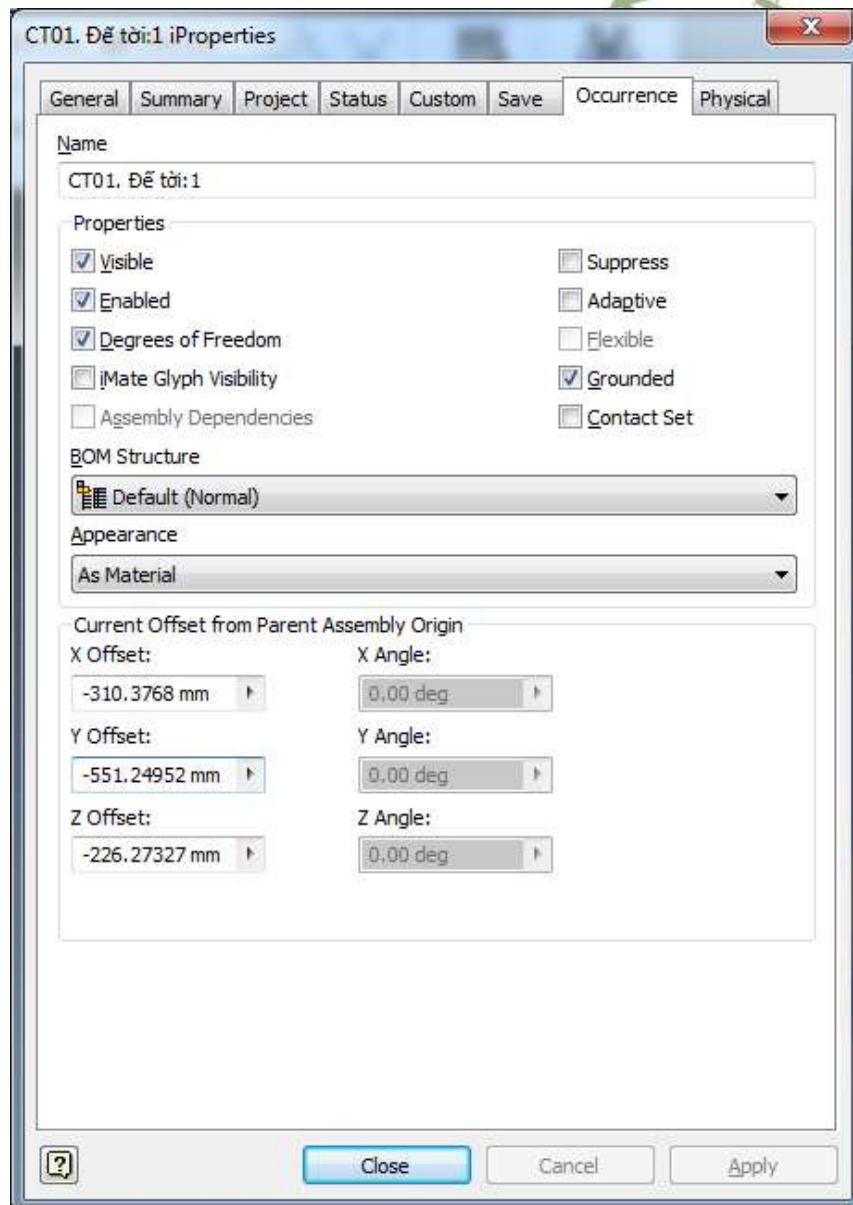 CT01. Đế tời:1 iProperties
General Summary Project Status Custom Save Occurrence Physical
Name
CT01. Đế tời:1
Properties
Visible Suppress
Enabled Adaptive
Degrees of Freedom Flexible
iMate Glyph Visibility Grounded
Assembly Dependencies Contact Set
BOM Structure
Default (Normal)
Appearance
As Material
Current Offset from Parent Assembly Origin
X Offset: X Angle:
-310.3768 mm 0.00 deg
Y Offset: Y Angle:
-551.24952 mm 0.00 deg
Z Offset: Z Angle:
-226.27327 mm 0.00 deg
Close Cancel Apply